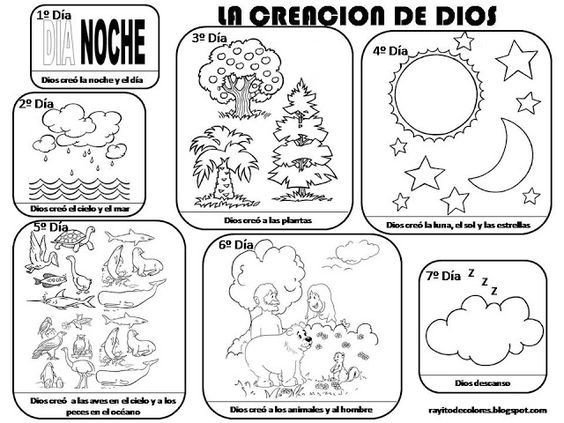 LA CREACION DE DIOS
1º Día
DIA NOCHE
Dios creó la noche y el día
2º Día
Dios creó el cielo y el mar
3º Día
Dios creó a las plantas
4º Día
Dios creó la luna, el sol y las estrellas
5º Día
Dios creó a las aves en el cielo y a los
peces en el océano
6º Día
Dios creó a los animales y al hombre
7º Día
z z z
Dios descanso
rayitodecolores.blogspot.com